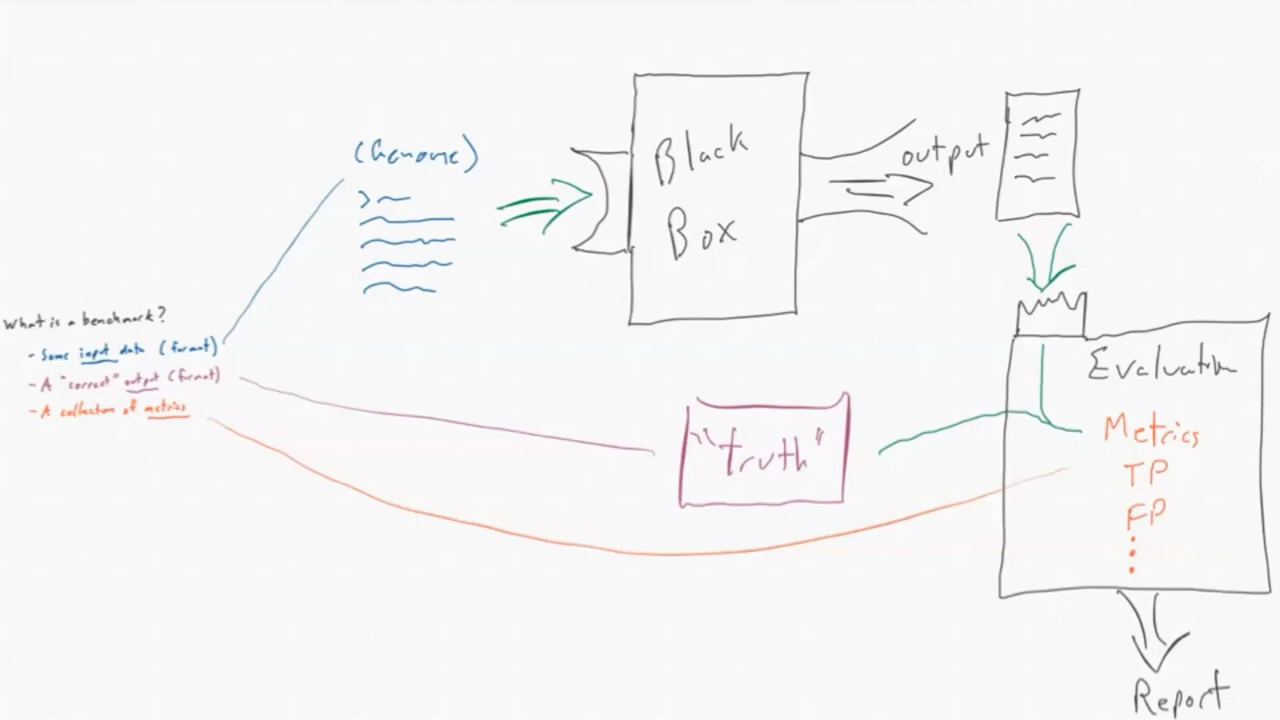 (Genome)
>
Black
Box
output
What is a benchmark?
- Some input data (format)
- A "correct" output (format)
- A collection of metrics
"truth"
Evaluation
Metrics
TP
FP
Report